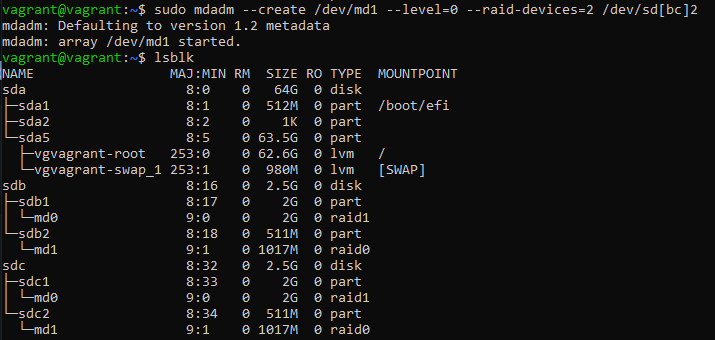 vagrant@vagrant:~$ sudo mdadm --create /dev/md1 --level=0 --raid-devices=2 /dev/sd[bc]2
mdadm: Defaulting to version 1.2 metadata
mdadm: array /dev/md1 started.
vagrant@vagrant:~$ lsblk
NAME                 MAJ:MIN RM  SIZE RO TYPE  MOUNTPOINT
sda                    8:0    0   64G  0 disk
├─sda1                 8:1    0  512M  0 part  /boot/efi
├─sda2                 8:2    0    1K  0 part
└─sda5                 8:5    0 63.5G  0 part
  ├─vgvagrant-root   253:0    0 62.6G  0 lvm   /
  └─vgvagrant-swap_1 253:1    0  980M  0 lvm   [SWAP]
sdb                    8:16   0  2.5G  0 disk
├─sdb1                 8:17   0    2G  0 part
│ └─md0                9:0    0    2G  0 raid1
└─sdb2                 8:18   0  511M  0 part
  └─md1                9:1    0 1017M  0 raid0
sdc                    8:32   0  2.5G  0 disk
├─sdc1                 8:33   0    2G  0 part
│ └─md0                9:0    0    2G  0 raid1
└─sdc2                 8:34   0  511M  0 part
  └─md1                9:1    0 1017M  0 raid0